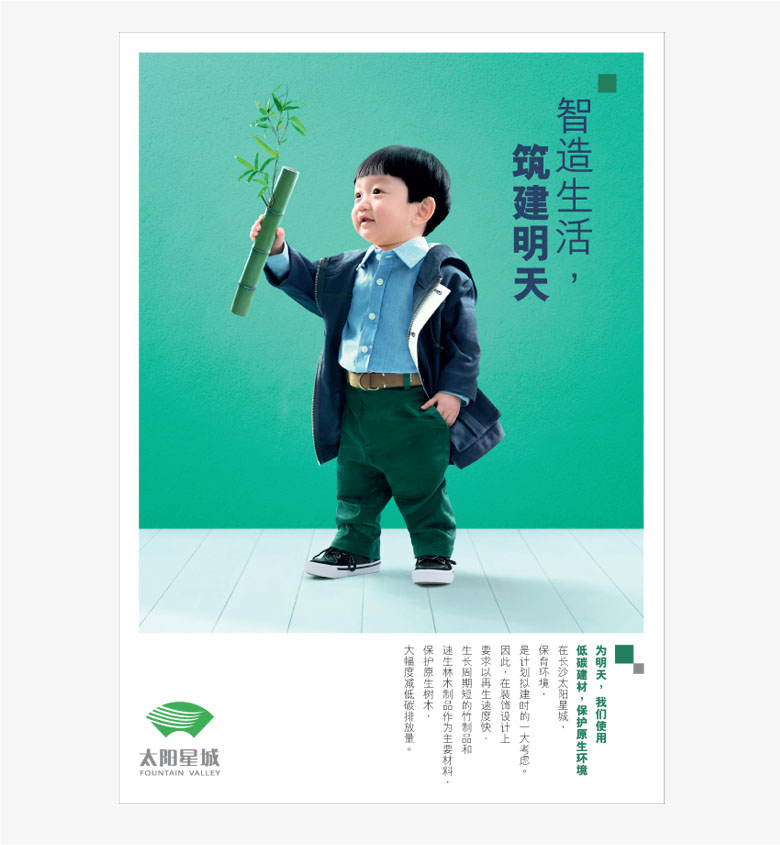 智造生活，
筑建明天
为明天，我们使用
低碳建材，保护原生环境
在长沙太阳星城．
保育环境．
是计划拟建时的一大考虑。
因此，在装饰设计上
要求以再生速度快．
生长周期短的竹制品和
速生林木制品作为主要材料，
保护原生树木．
大幅度减低碳排放量。
太阳星城
FOUNTAIN VALLEY